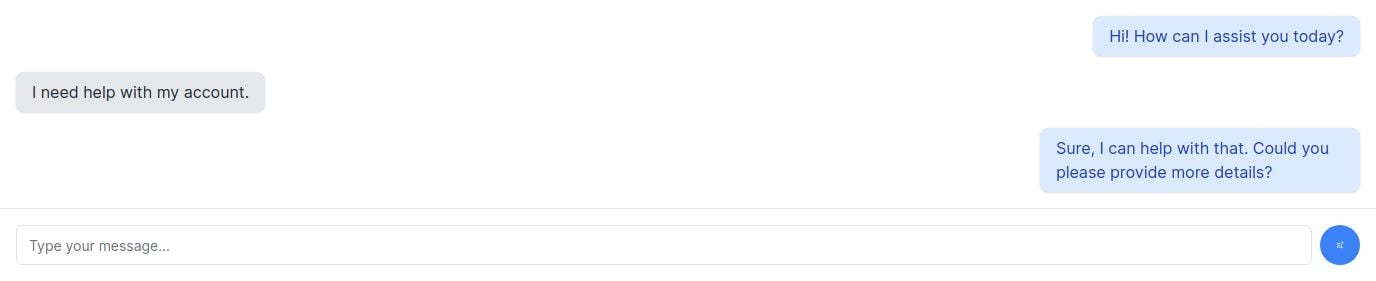 Hi! How can I assist you today?
I need help with my account.
Sure, I can help with that. Could you
please provide more details?
Type your message...